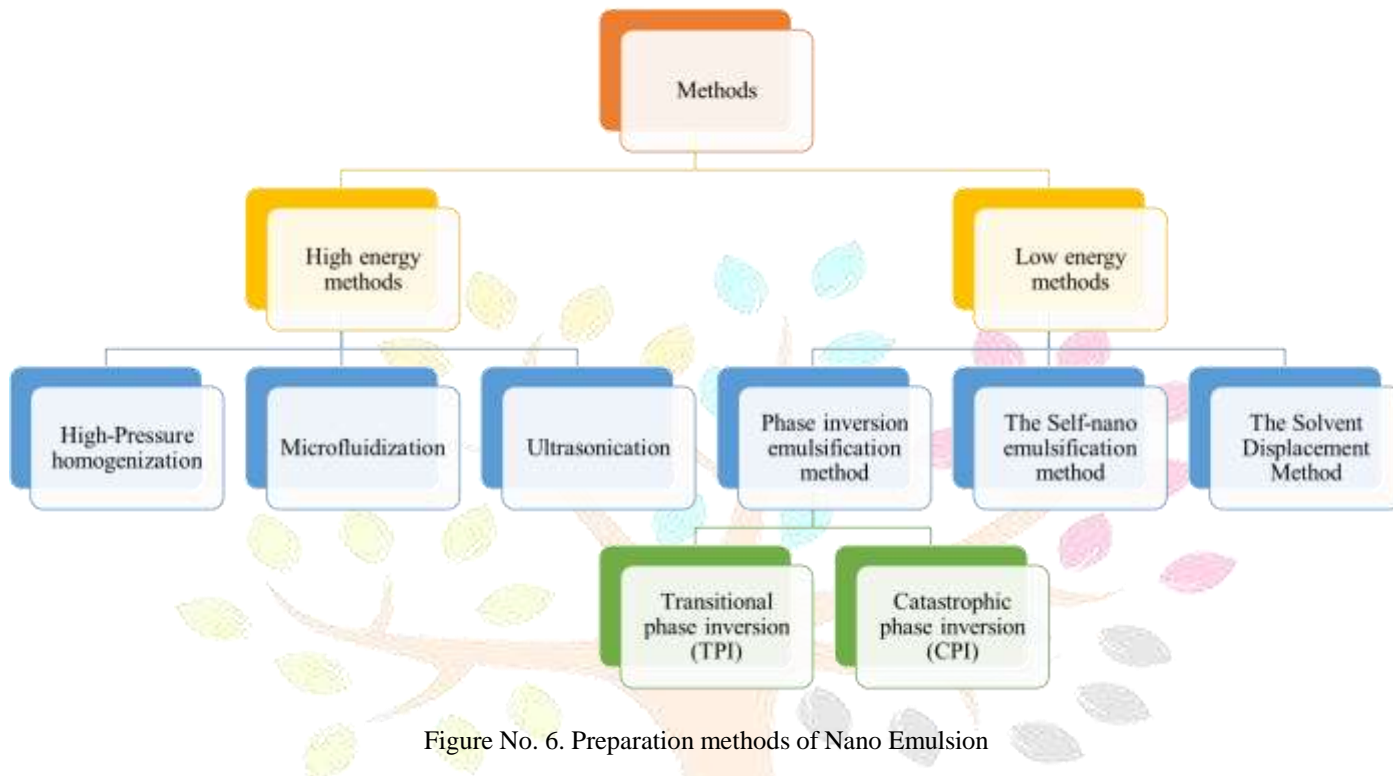 Methods
High energy
methods
Low energy
methods
High-Pressure
homogenization
Microfluidization
Ultrasonication
Phase inversion
emulsification
method
The Self-nano
emulsification
method
The Solvent
Displacement
Method
Transitional
phase inversion
(TPI)
Catastrophic
phase inversion
(CPI)
Figure No. 6. Preparation methods of Nano Emulsion